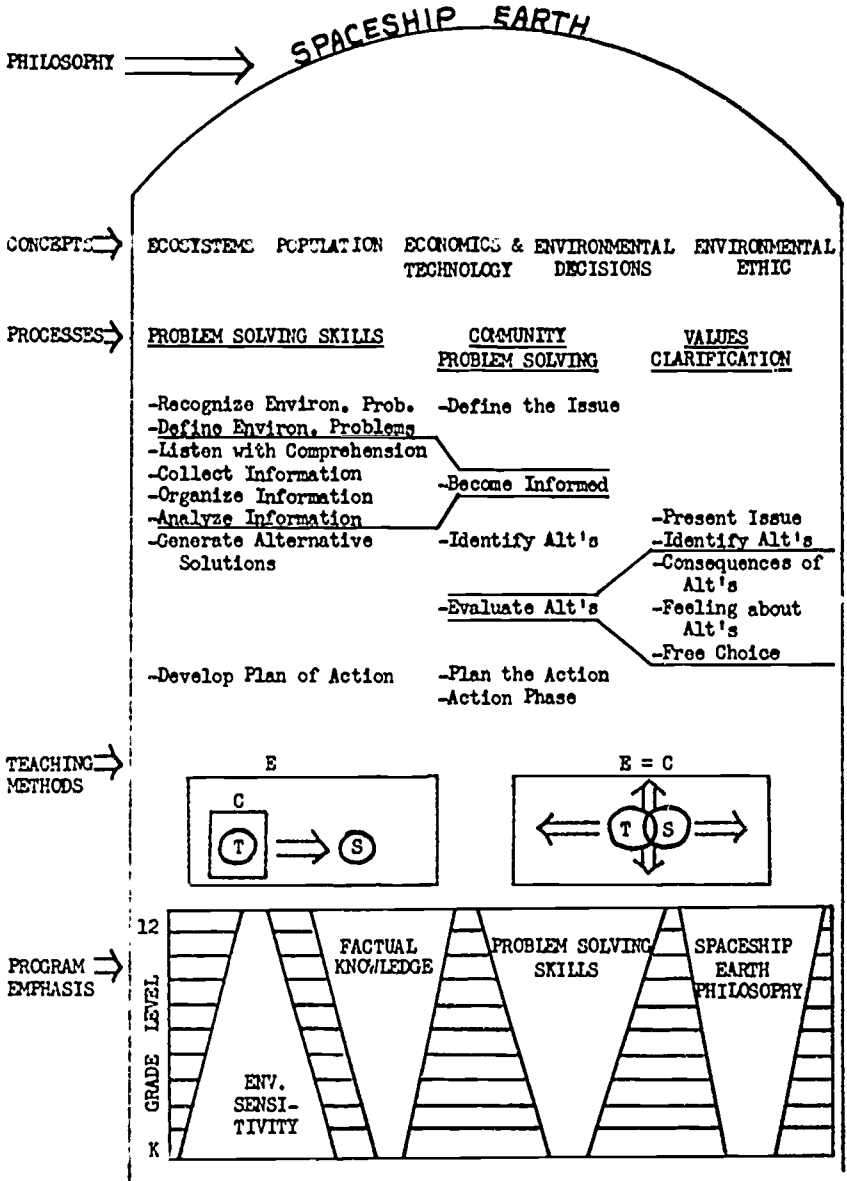 SPACESHIP EARTH
PHILOSOPHY
CONCEPTS
ECOSYSTEMS
POPULATION
ECONOMICS &
TECHNOLOGY
ENVIRONMENTAL
DECISIONS
ENVIRONMENTAL
ETHIC
PROCESSES
PROBLEM SOLVING SKILLS
-Recognize Environ. Prob.
-Define Environ. Problems
-Listen with Comprehension
-Collect Information
-Organize Information
-Analyze Information
-Generate Alternative
Solutions
-Develop Plan of Action
COMMUNITY
PROBLEM SOLVING
-Define the Issue
-Become Informed
-Identify Alt's
-Evaluate Alt's
-Plan the Action
-Action Phase
VALUES
CLARIFICATION
-Present Issue
-Identify Alt's
-Consequences of
Alt's
-Feeling about
Alt's
-Free Choice
TEACHING
METHODS
E
C
T
S
E = C
T
S
PROGRAM
EMPHASIS
12
GRADE LEVEL
K
ENV.
SENSI-
TIVITY
FACTUAL
KNOWLEDGE
PROBLEM SOLVING
SKILLS
SPACESHIP
EARTH
PHILOSOPHY